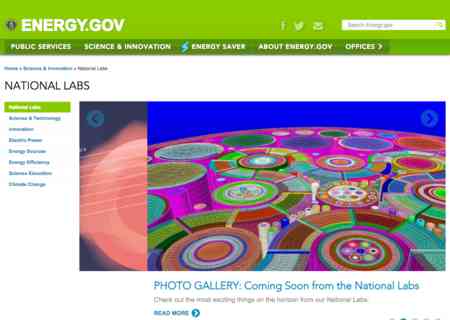 ENERGY.GOV
Search Energy.gov
PUBLIC SERVICES SCIENCE & INNOVATION ENERGY SAVER ABOUT ENERGY.GOV OFFICES >
Home » Science & Innovation » National Labs
NATIONAL LABS
National Labs
Science & Technology
Innovation
Electric Power
Energy Sources
Energy Efficiency
Science Education
Climate Change
PHOTO GALLERY: Coming Soon from the National Labs
Check out the most exciting things on the horizon from our National Labs.
READ MORE